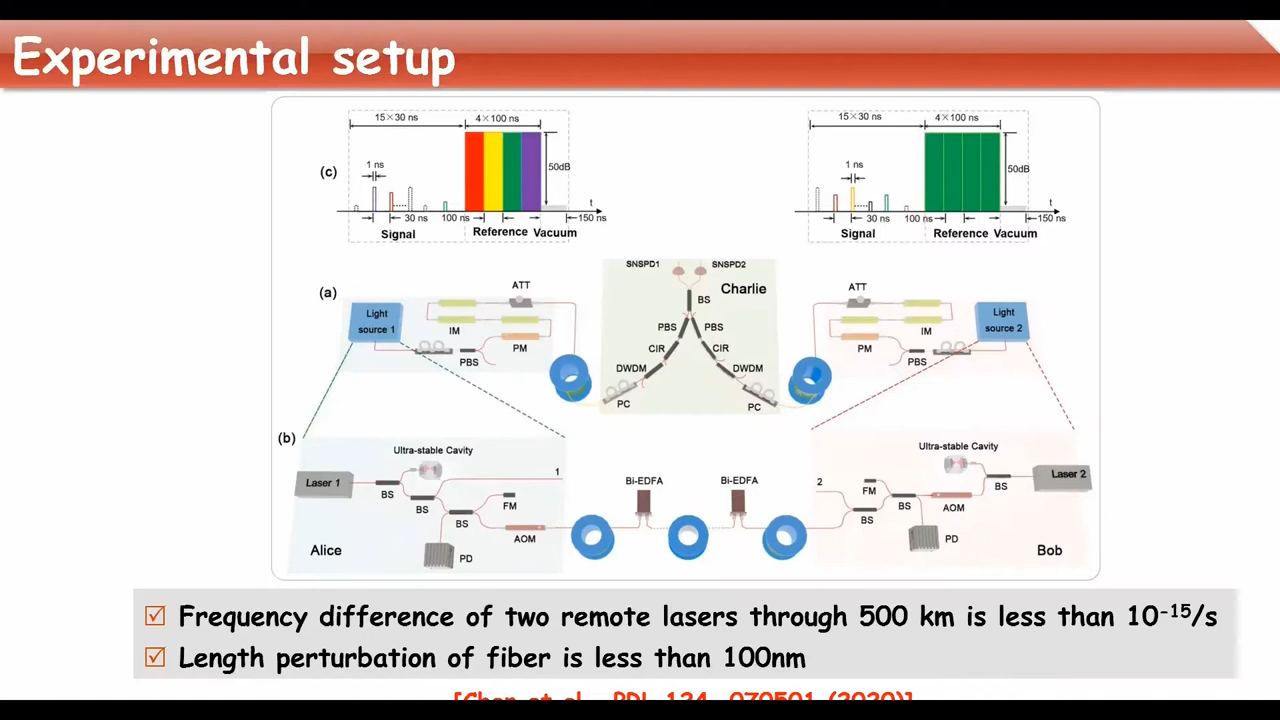 Experimental setup
15×30 ns
4×100 ns
15×30 ns
4×100 ns
(c)
1 ns
50dB
1 ns
50dB
t
t
30 ns
100 ns
150 ns
30 ns
100 ns
150 ns
Signal
Reference
Vacuum
Signal
Reference
Vacuum
SNSPD1
SNSPD2
(a)
ATT
Charlie
ATT
Light
source 1
BS
Light
source 2
IM
PBS
PBS
IM
PM
CIR
CIR
PM
PBS
DWDM
DWDM
PBS
PC
PC
(b)
Ultra-stable Cavity
Ultra-stable Cavity
1
Laser 1
Bi-EDFA
Bi-EDFA
2
Laser 2
BS
BS
FM
FM
BS
BS
BS
AOM
AOM
BS
BS
Alice
PD
PD
Bob
Frequency difference of two remote lasers through 500 km is less than 10⁻¹⁵/s
Length perturbation of fiber is less than 100nm